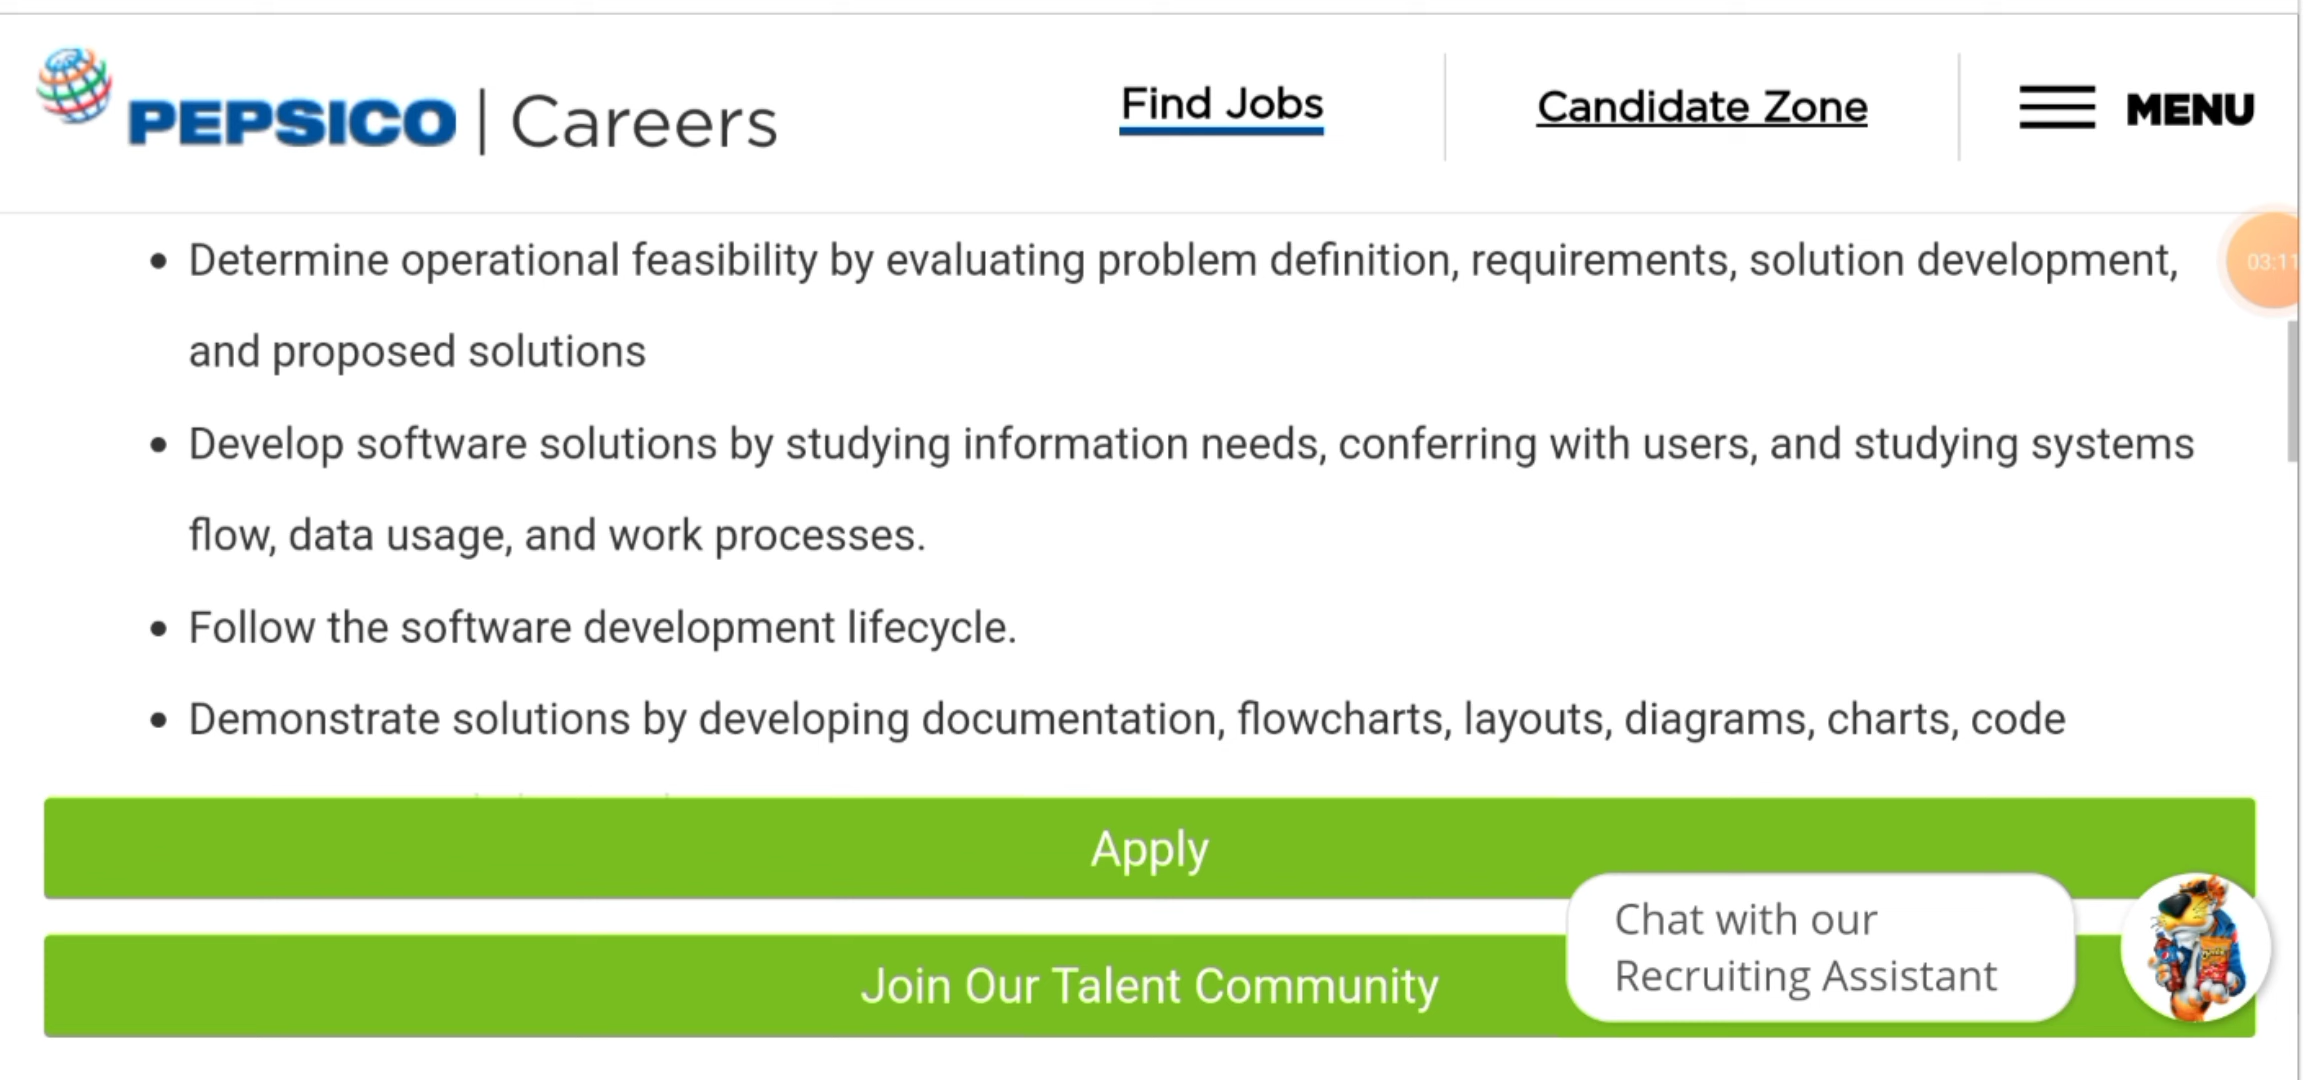 PEPSICO | Careers
Find Jobs
Candidate Zone
MENU
• Determine operational feasibility by evaluating problem definition, requirements, solution development,
and proposed solutions
• Develop software solutions by studying information needs, conferring with users, and studying systems
flow, data usage, and work processes.
• Follow the software development lifecycle.
• Demonstrate solutions by developing documentation, flowcharts, layouts, diagrams, charts, code
03:11
Apply
Join Our Talent Community
Chat with our
Recruiting Assistant